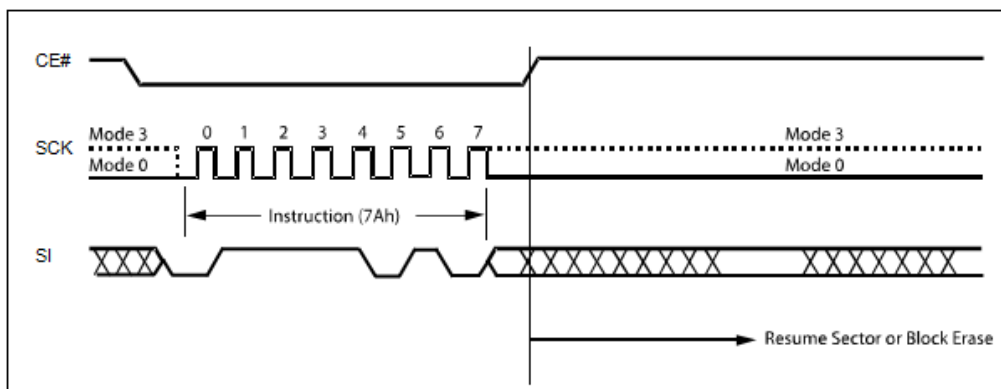 CE#
Mode 3
0 1 2 3 4 5 6 7
Mode 3
SCK
Mode 0
Mode 0
Instruction (7Ah)
SI
Resume Sector or Block Erase